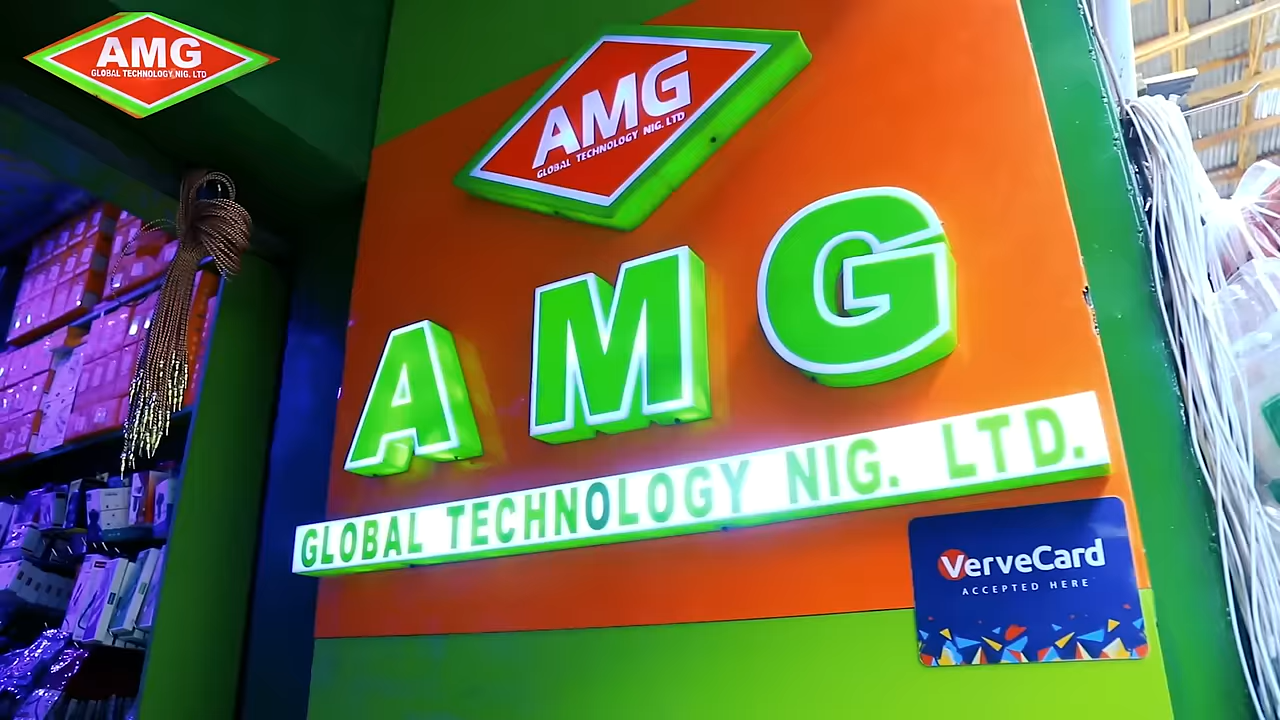 AMG
GLOBAL TECHNOLOGY NIG. LTD
AMG
GLOBAL TECHNOLOGY NIG. LTD
AMG
GLOBAL TECHNOLOGY NIG. LTD.
VerveCard
ACCEPTED HERE